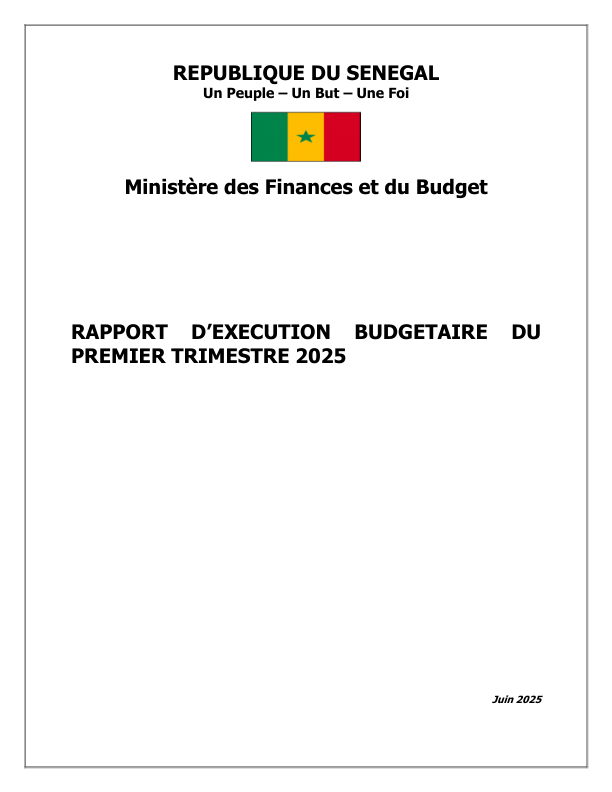 REPUBLIQUE DU SENEGAL
Un Peuple – Un But – Une Foi
Ministère des Finances et du Budget
RAPPORT D’EXECUTION BUDGETAIRE DU
PREMIER TRIMESTRE 2025
Juin 2025